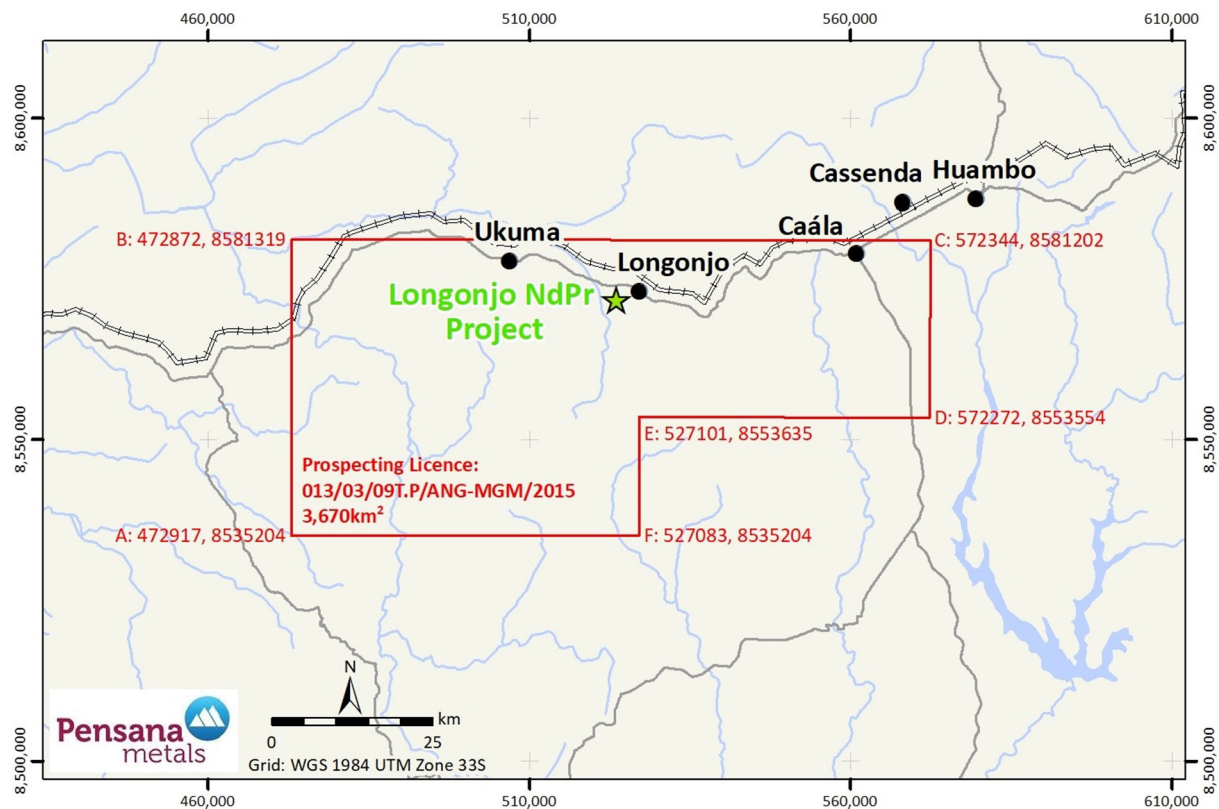 460,000
510,000
560,000
610,000
8,600,000
8,600,000
Cassenda
Huambo
Caála
Ukuma
B: 472872, 8581319
C: 572344, 8581202
Longonjo
Longonjo NdPr
Project
D: 572272, 8553554
E: 527101, 8553635
8,550,000
8,550,000
Prospecting Licence:
013/03/09T.P/ANG-MGM/2015
3,670km²
A: 472917, 8535204
F: 527083, 8535204
N
km
0
25
Grid: WGS 1984 UTM Zone 33S
Pensana
metals
8,500,000
8,500,000
460,000
510,000
560,000
610,000